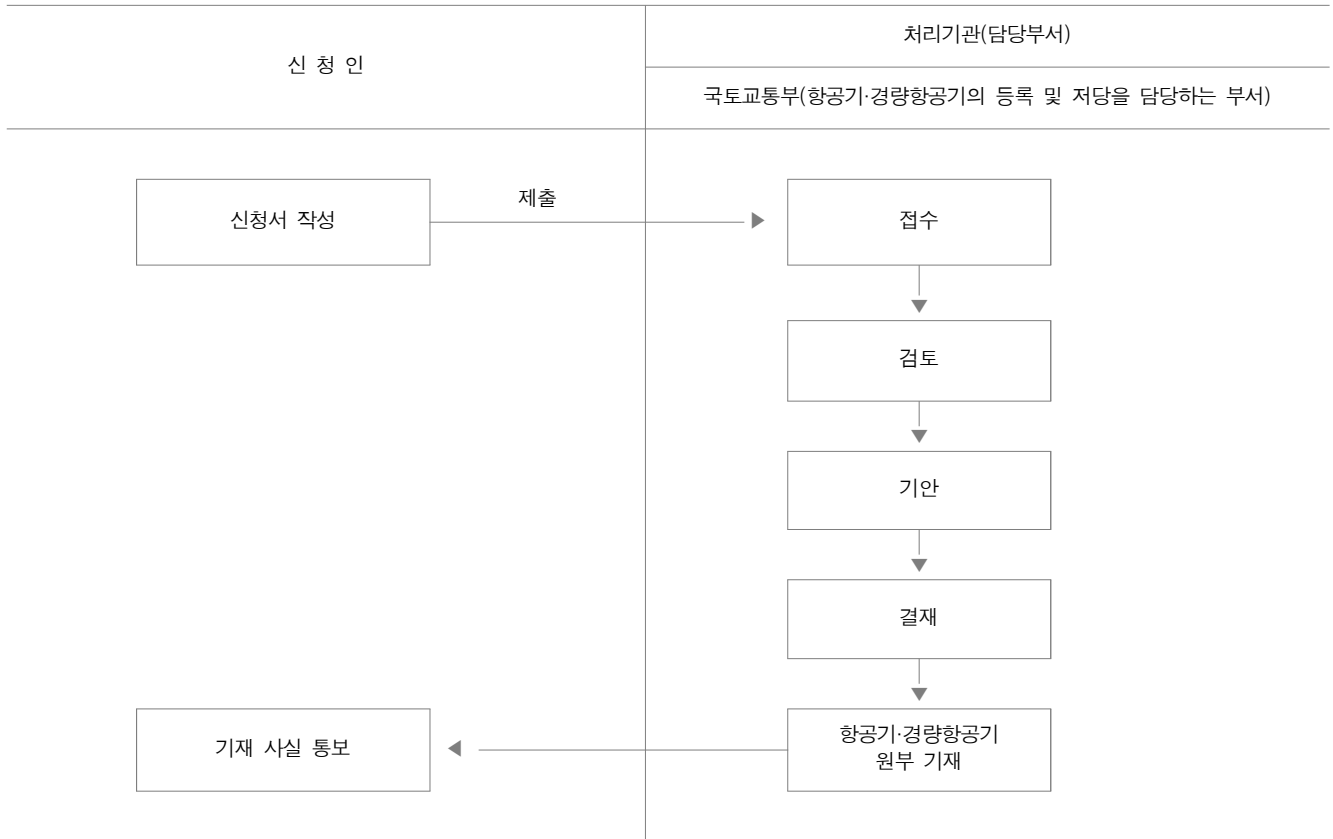 신 청 인
처리기관(담당부서)
국토교통부(항공기·경량항공기의 등록 및 저당을 담당하는 부서)
신청서 작성
제출
접수
검토
기안
결재
기재 사실 통보
항공기·경량항공기
원부 기재